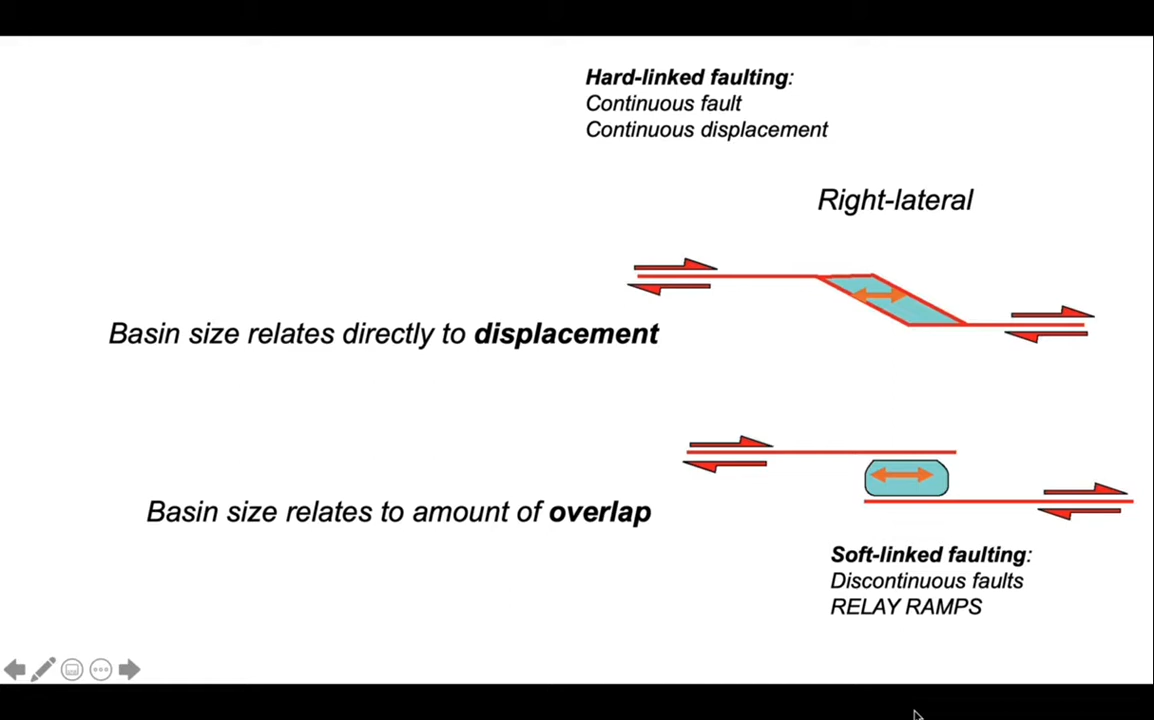 Hard-linked faulting:
Continuous fault
Continuous displacement
Right-lateral
Basin size relates directly to displacement
Basin size relates to amount of overlap
Soft-linked faulting:
Discontinuous faults
RELAY RAMPS